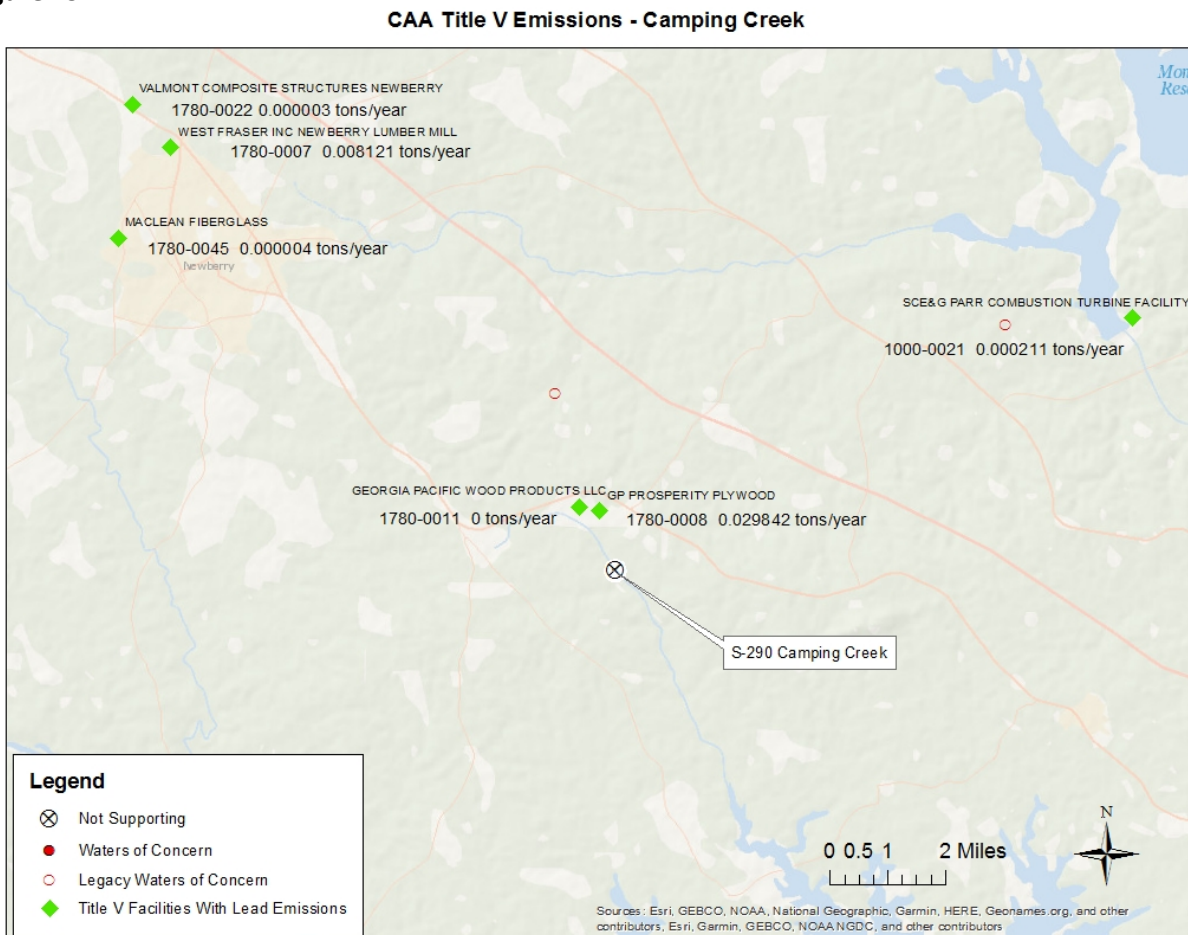 CAA Title V Emissions - Camping Creek
VALMONT COMPOSITE STRUCTURES NEWBERRY
1780-0022 0.000003 tons/year
WEST FRASER INC NEWBERRY LUMBER MILL
1780-0007 0.008121 tons/year
MACLEAN FIBERGLASS
1780-0045 0.000004 tons/year
Newberry
SCE&G PARR COMBUSTION TURBINE FACILITY
1000-0021 0.000211 tons/year
GEORGIA PACIFIC WOOD PRODUCTS LLC
1780-0011 0 tons/year
GP PROSPERITY PLYWOOD
1780-0008 0.029842 tons/year
S-290 Camping Creek
Legend
Not Supporting
Waters of Concern
Legacy Waters of Concern
Title V Facilities With Lead Emissions
N
0 0.5 1 2 Miles
Sources: Esri, GEBCO, NOAA, National Geographic, Garmin, HERE, Geonames.org, and other
contributors, Esri, Garmin, GEBCO, NOAA NGDC, and other contributors